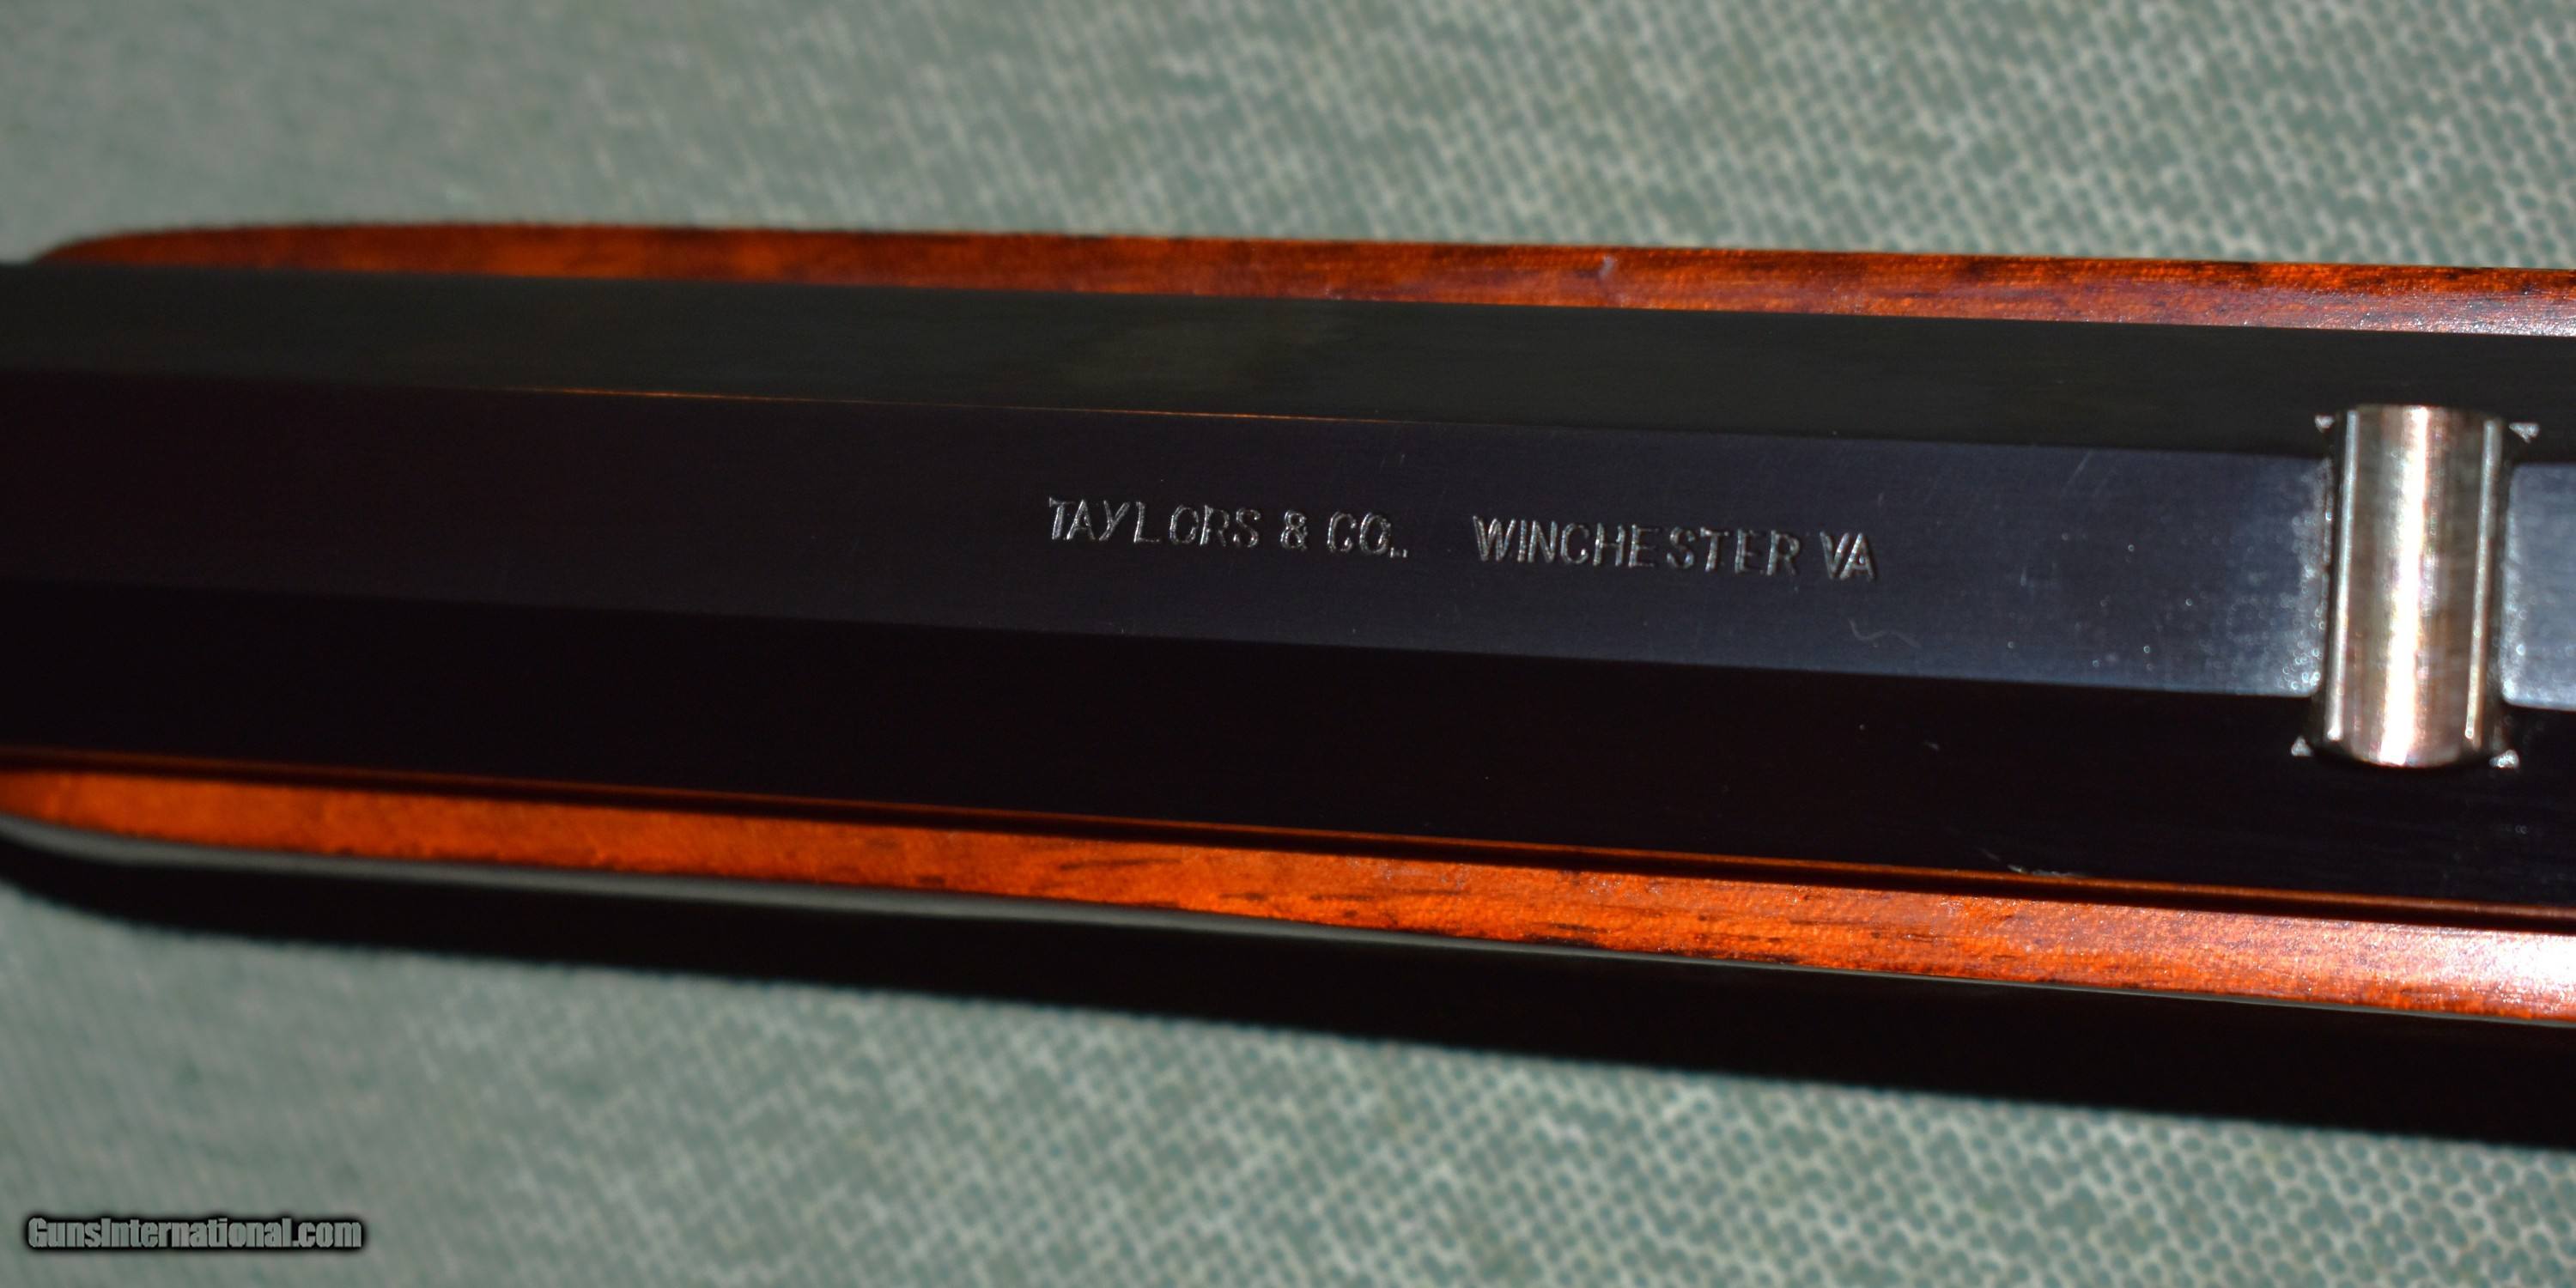 TAYLORS & CO.. WINCHESTER VA
GunsInternational.com